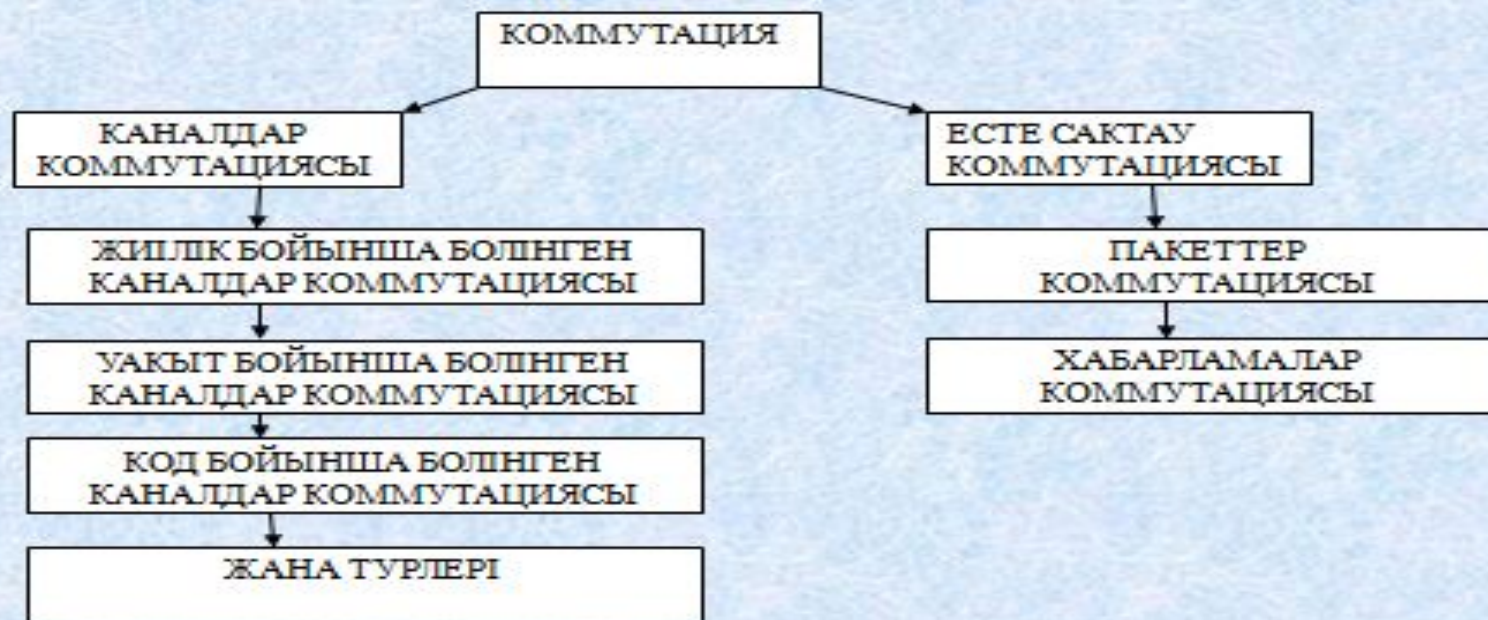 КОММУТАЦИЯ
КАНАЛДАР
КОММУТАЦИЯСЫ
ЕСТЕ САКТАУ
КОММУТАЦИЯСЫ
ЖИІЛІК БОЙЫНША БОЛІНГЕН
КАНАЛДАР КОММУТАЦИЯСЫ
УАКЫТ БОЙЫНША БОЛІНГЕН
КАНАЛДАР КОММУТАЦИЯСЫ
КОД БОЙЫНША БОЛІНГЕН
КАНАЛДАР КОММУТАЦИЯСЫ
ЖАНА ТУРЛЕРІ
ПАКЕТТЕР
КОММУТАЦИЯСЫ
ХАБАРЛАМАЛАР
КОММУТАЦИЯСЫ